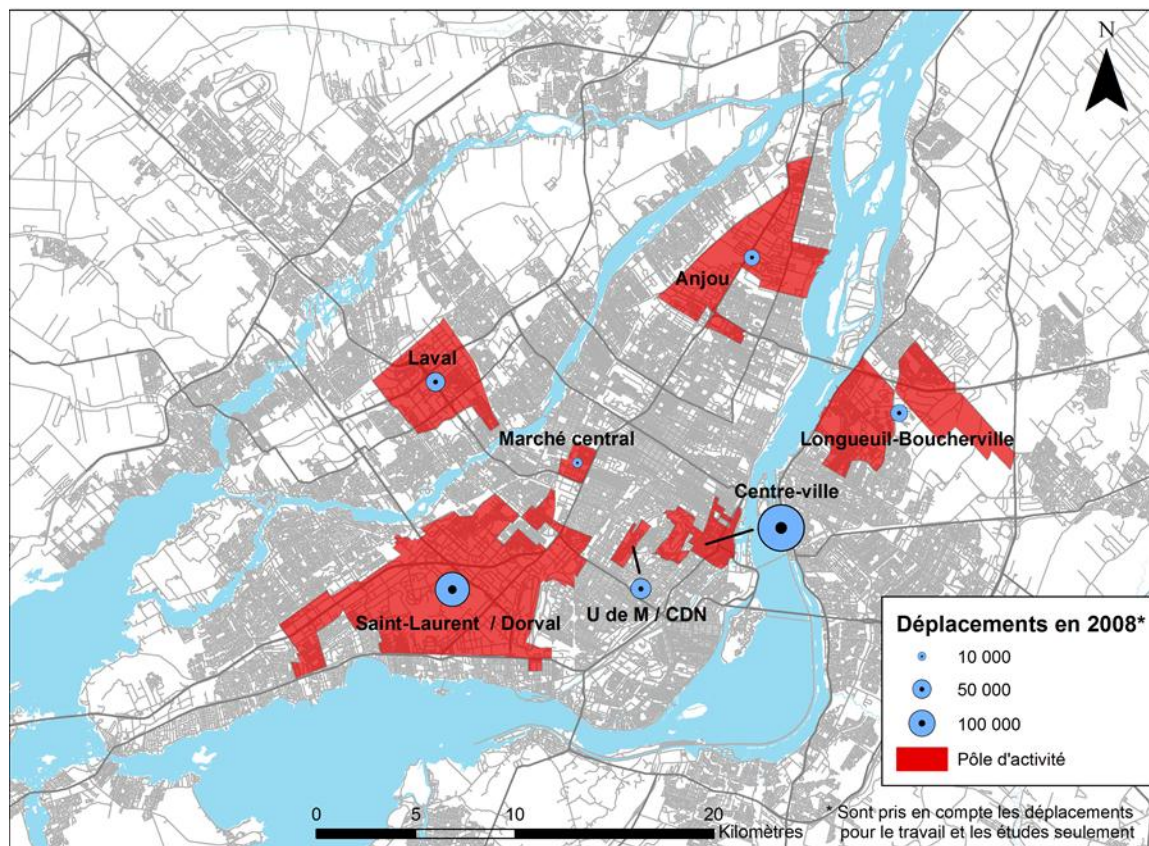 N
Anjou
Laval
Marché central
Longueuil-Boucherville
Centre-ville
Saint-Laurent / Dorval
U de M / CDN
Déplacements en 2008*
10 000
50 000
100 000
Pôle d'activité
0 5 10 20
Kilomètres
* Sont pris en compte les déplacements
pour le travail et les études seulement